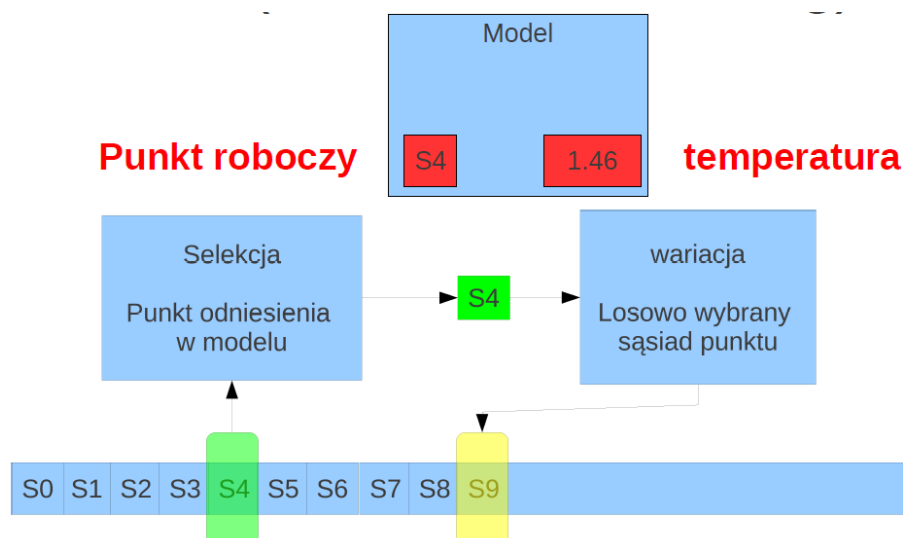 Model
Punkt roboczy
S4
1.46
temperatura
Selekcja
Punkt odniesienia
w modelu
S4
wariacja
Losowo wybrany
sąsiad punktu
S0 S1 S2 S3 S4 S5 S6 S7 S8 S9